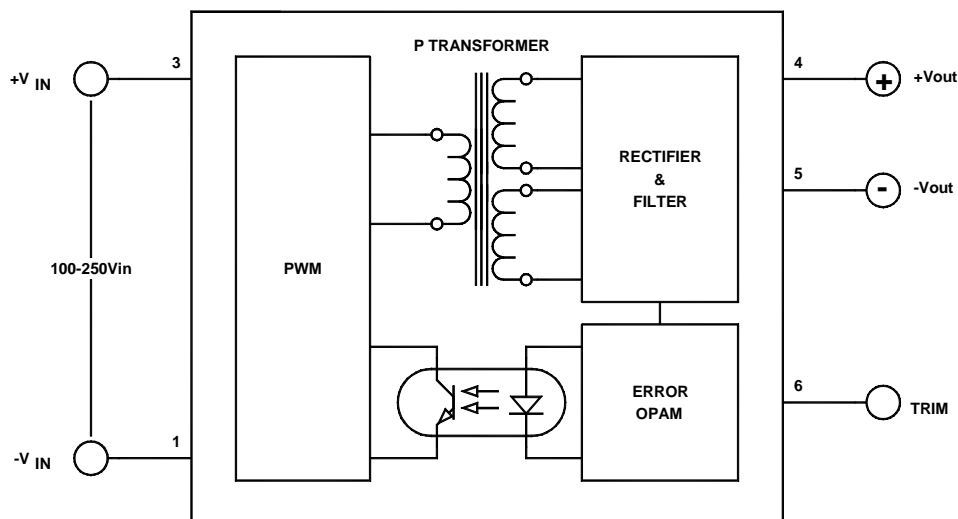 P TRANSFORMER
3
+V IN
4
+
+Vout
RECTIFIER
&
FILTER
5
-
-Vout
100-250Vin
PWM
ERROR
OPAM
6
TRIM
1
-V IN